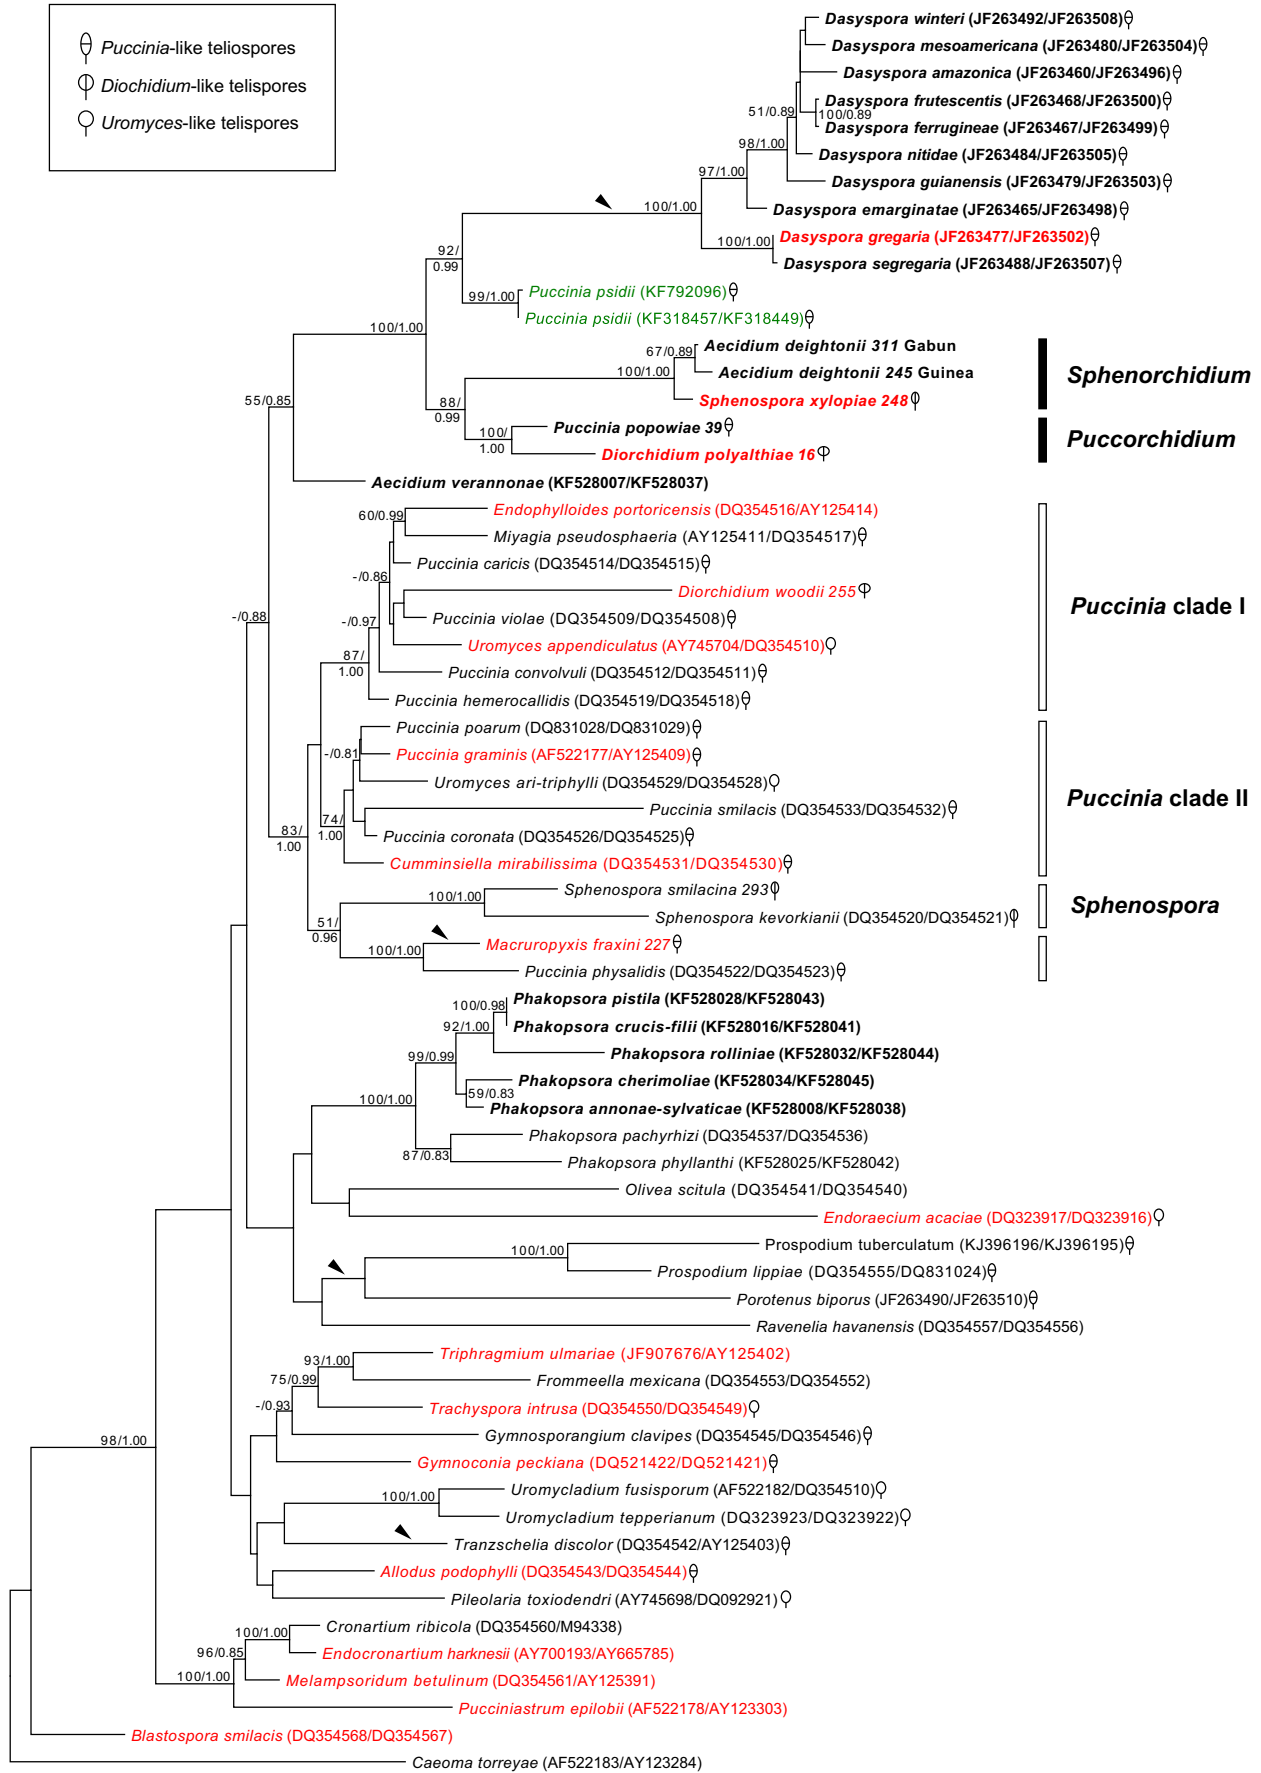 Puccinia-like teliospores
Diochidium-like telispores
Uromyces-like telispores
Dasyspora winteri (JF263492/JF263508)
Dasyspora mesoamericana (JF263480/JF263504)
Dasyspora amazonica (JF263460/JF263496)
Dasyspora frutescentis (JF263468/JF263500)
51/0.89
100/0.89
Dasyspora ferrugineae (JF263467/JF263499)
98/1.00
Dasyspora nitidae (JF263484/JF263505)
97/1.00
Dasyspora guianensis (JF263479/JF263503)
100/1.00
Dasyspora emarginatae (JF263465/JF263498)
Dasyspora gregaria (JF263477/JF263502)
100/1.00
92/
0.99
Dasyspora segregaria (JF263488/JF263507)
Puccinia psidii (KF792096)
99/1.00
Puccinia psidii (KF318457/KF318449)
100/1.00
Aecidium deightonii 311 Gabun
67/0.89
100/1.00
Aecidium deightonii 245 Guinea
Sphenorchidium
Sphenospora xylopiae 248
55/0.85
88/
0.99
Puccinia popowiae 39
100/
1.00
Puccorchidium
Diorchidium polyalthiae 16
Aecidium verannonae (KF528007/KF528037)
Endophylloides portoricensis (DQ354516/AY125414)
60/0.99
Miyagia pseudosphaeria (AY125411/DQ354517)
Puccinia caricis (DQ354514/DQ354515)
-/0.86
Diorchidium woodii 255
Puccinia clade I
-/0.88
-/0.97
Puccinia violae (DQ354509/DQ354508)
Uromyces appendiculatus (AY745704/DQ354510)
87/
1.00
Puccinia convolvuli (DQ354512/DQ354511)
Puccinia hemerocallidis (DQ354519/DQ354518)
Puccinia poarum (DQ831028/DQ831029)
-/0.81
Puccinia graminis (AF522177/AY125409)
Uromyces ari-triphylli (DQ354529/DQ354528)
Puccinia clade II
Puccinia smilacis (DQ354533/DQ354532)
83/
1.00
74/
1.00
Puccinia coronata (DQ354526/DQ354525)
Cumminsiella mirabilissima (DQ354531/DQ354530)
Sphenospora smilacina 293
100/1.00
Sphenospora
Sphenospora kevorkianii (DQ354520/DQ354521)
51/
0.96
Macruropyxis fraxini 227
100/1.00
Puccinia physalidis (DQ354522/DQ354523)
Phakopsora pistila (KF528028/KF528043)
100/0.98
92/1.00
Phakopsora crucis-filii (KF528016/KF528041)
99/0.99
Phakopsora rolliniae (KF528032/KF528044)
Phakopsora cherimoliae (KF528034/KF528045)
59/0.83
100/1.00
Phakopsora annonae-sylvaticae (KF528008/KF528038)
Phakopsora pachyrhizi (DQ354537/DQ354536)
87/0.83
Phakopsora phyllanthi (KF528025/KF528042)
Olivea scitula (DQ354541/DQ354540)
Endoraecium acaciae (DQ323917/DQ323916)
Prospodium tuberculatum (KJ396196/KJ396195)
100/1.00
Prospodium lippiae (DQ354555/DQ831024)
Porotenus biporus (JF263490/JF263510)
Ravenelia havanensis (DQ354557/DQ354556)
Triphragmium ulmariae (JF907676/AY125402)
93/1.00
75/0.99
Frommeella mexicana (DQ354553/DQ354552)
-/0.93
Trachyspora intrusa (DQ354550/DQ354549)
Gymnosporangium clavipes (DQ354545/DQ354546)
98/1.00
Gymnoconia peckiana (DQ521422/DQ521421)
Uromycladium fusisporum (AF522182/DQ354510)
100/1.00
Uromycladium tepperianum (DQ323923/DQ323922)
Tranzschelia discolor (DQ354542/AY125403)
Allodus podophylli (DQ354543/DQ354544)
Pileolaria toxiodendri (AY745698/DQ092921)
Cronartium ribicola (DQ354560/M94338)
100/1.00
96/0.85
Endocronartium harknesii (AY700193/AY665785)
100/1.00
Melampsoridum betulinum (DQ354561/AY125391)
Pucciniastrum epilobii (AF522178/AY123303)
Blastospora smilacis (DQ354568/DQ354567)
Caeoma torreyae (AF522183/AY123284)